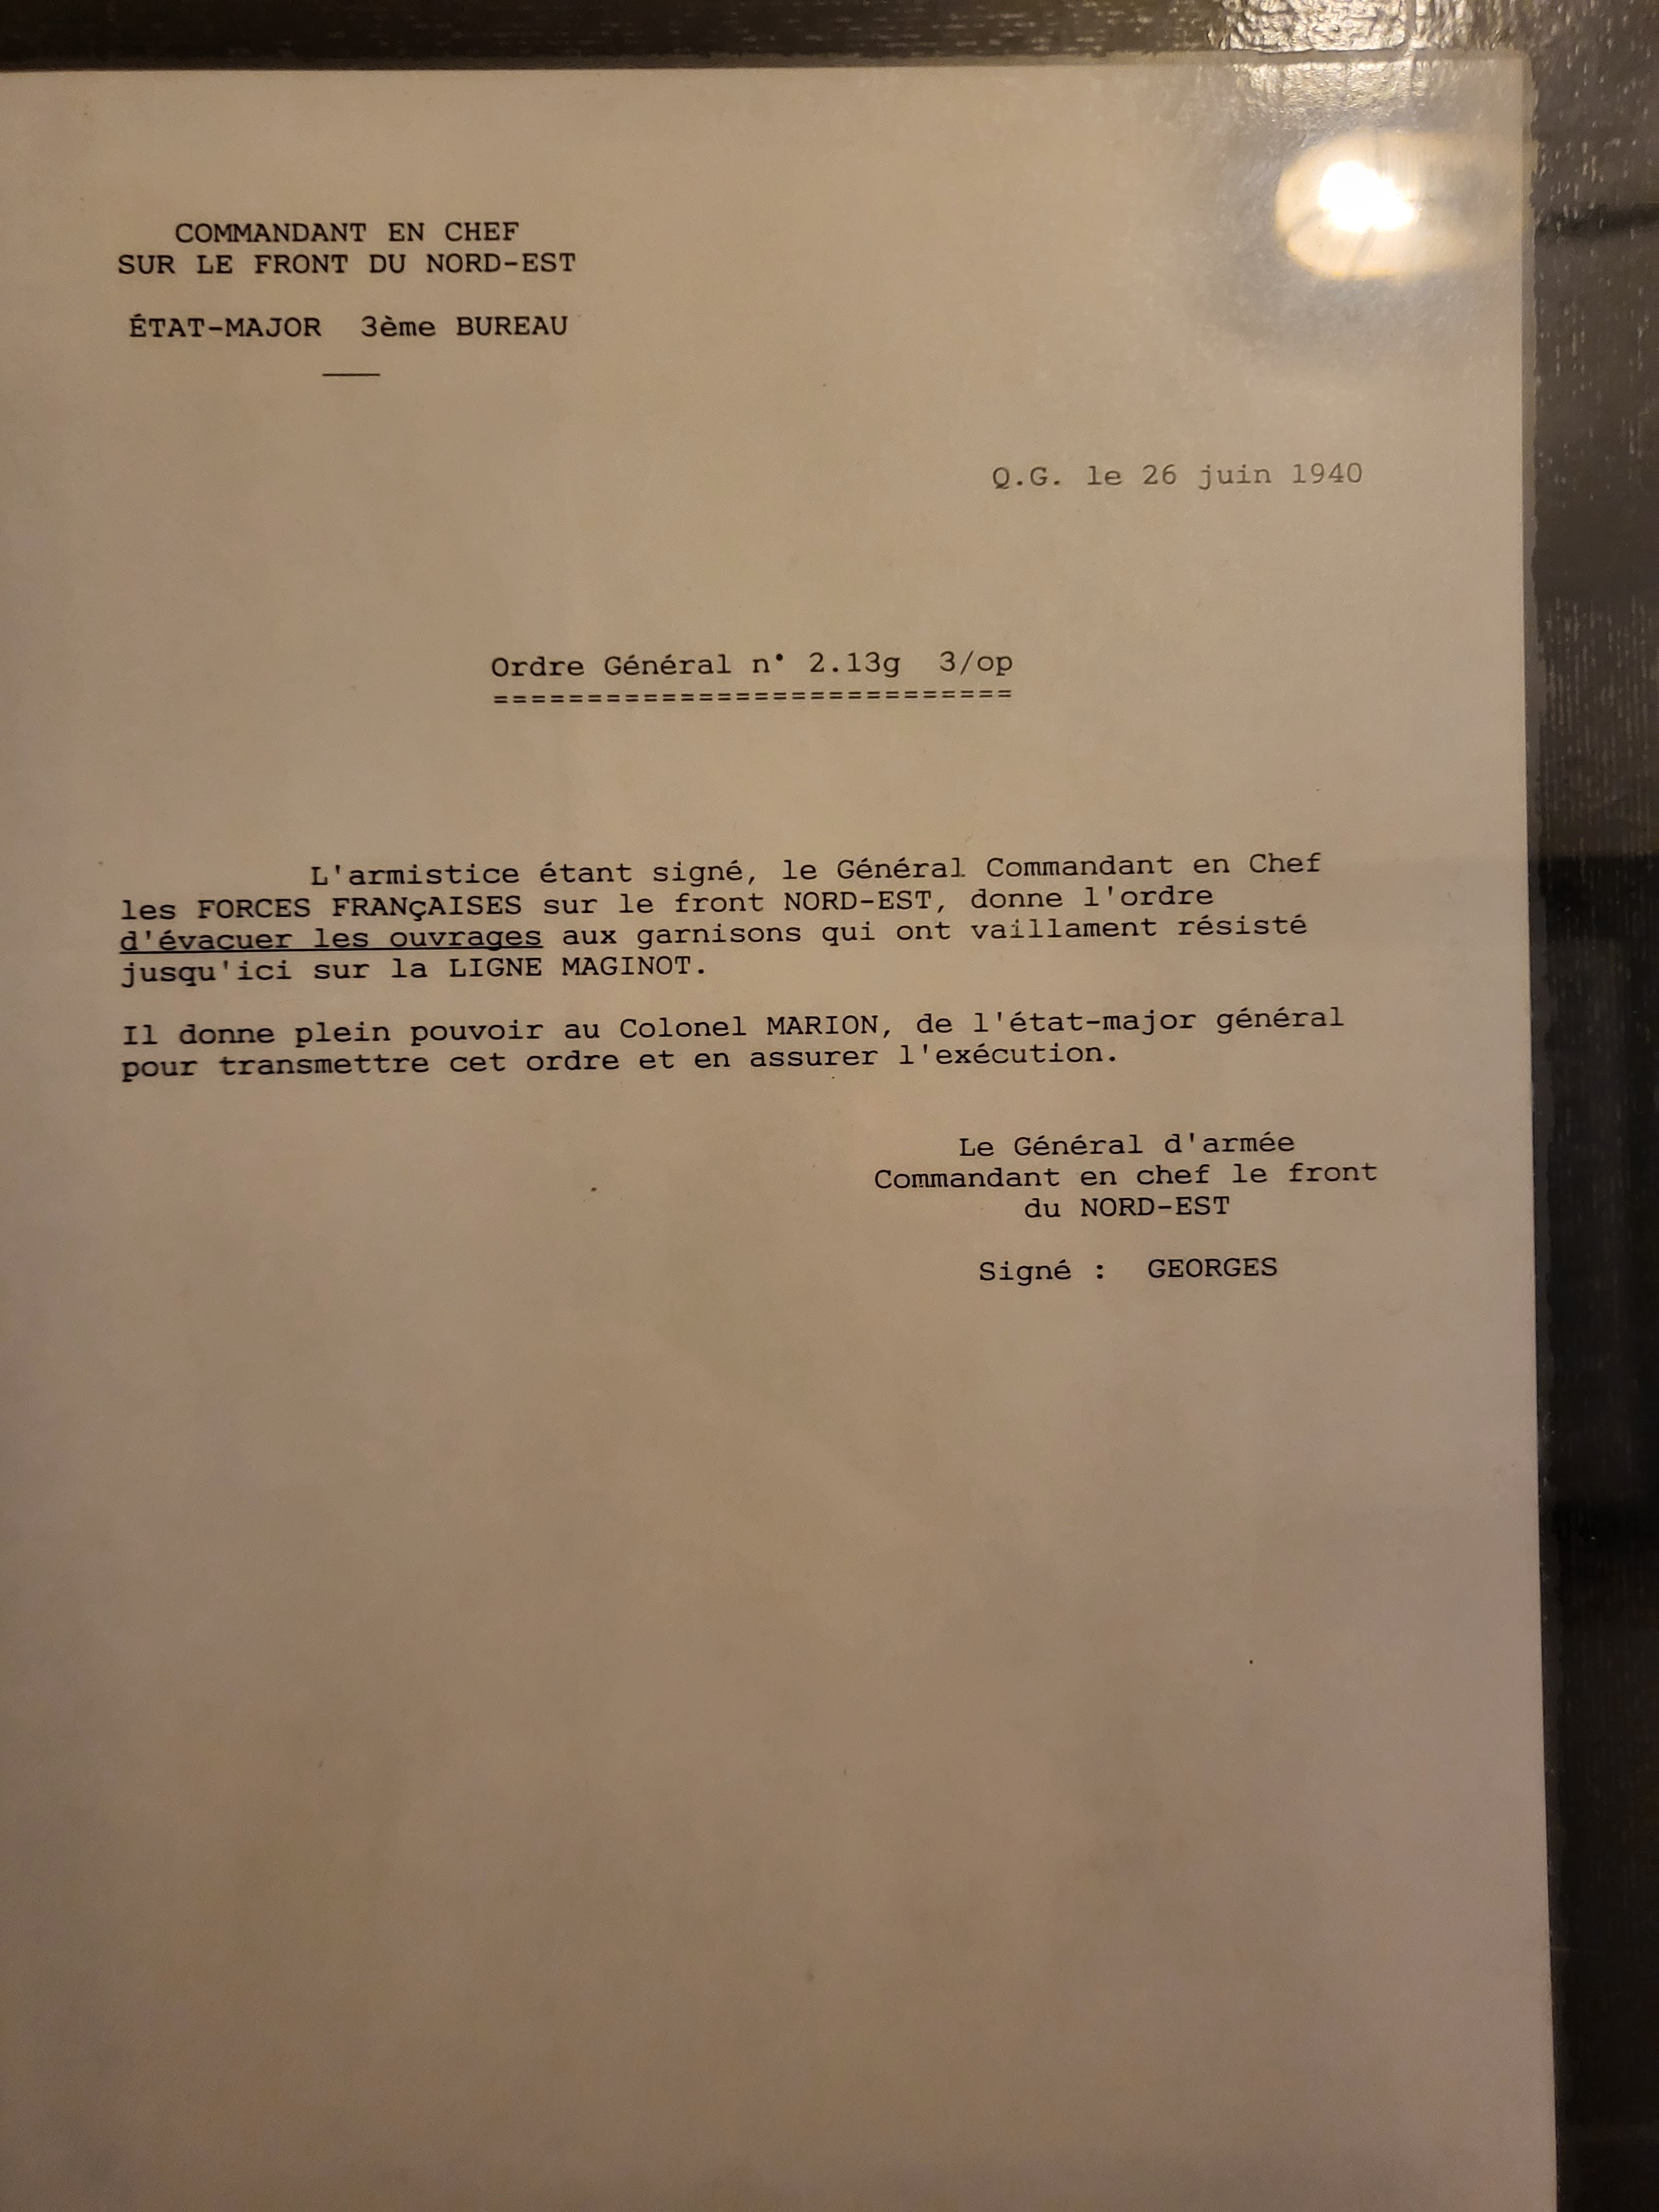 COMMANDANT EN CHEF
SUR LE FRONT DU NORD-EST
ÉTAT-MAJOR 3ème BUREAU
Q.G. le 26 juin 1940
Ordre Général n° 2.13g 3/op
============================
L'armistice étant signé, le Général Commandant en Chef
les FORCES FRANçAISES sur le front NORD-EST, donne l'ordre
d'évacuer les ouvrages aux garnisons qui ont vaillament résisté
jusqu'ici sur la LIGNE MAGINOT.
Il donne plein pouvoir au Colonel MARION, de l'état-major général
pour transmettre cet ordre et en assurer l'exécution.
Le Général d'armée
Commandant en chef le front
du NORD-EST
Signé : GEORGES